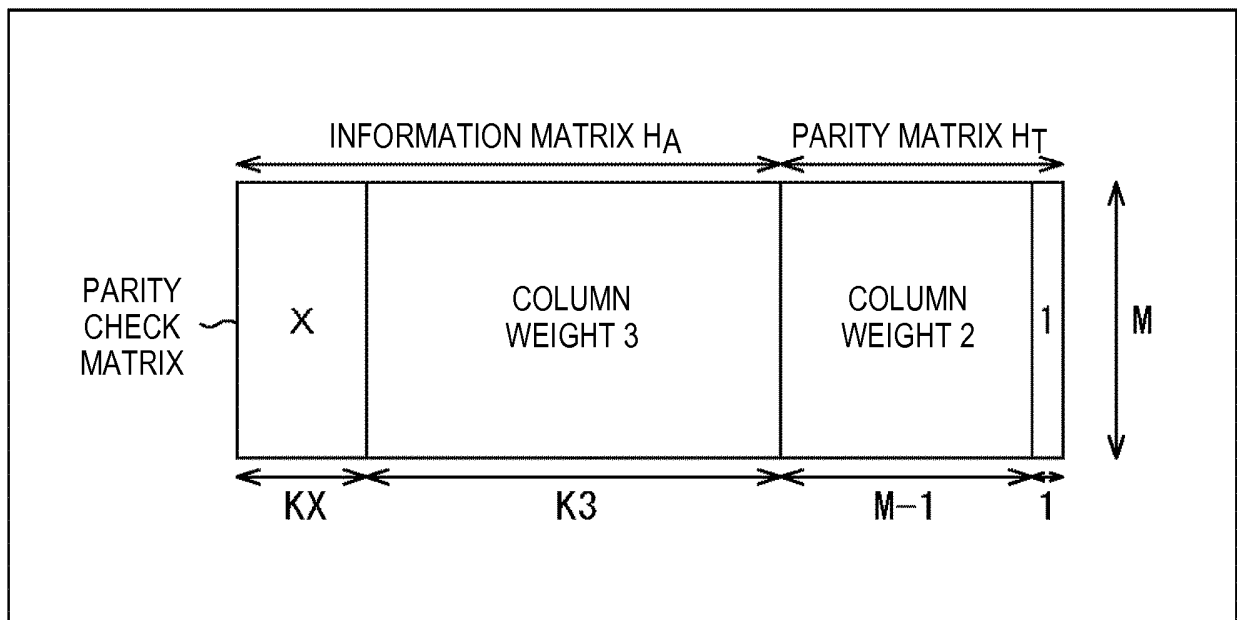 INFORMATION MATRIX HA
PARITY MATRIX HT
PARITY
CHECK
MATRIX
X
COLUMN
WEIGHT 3
COLUMN
WEIGHT 2
1
M
KX
K3
M-1
1